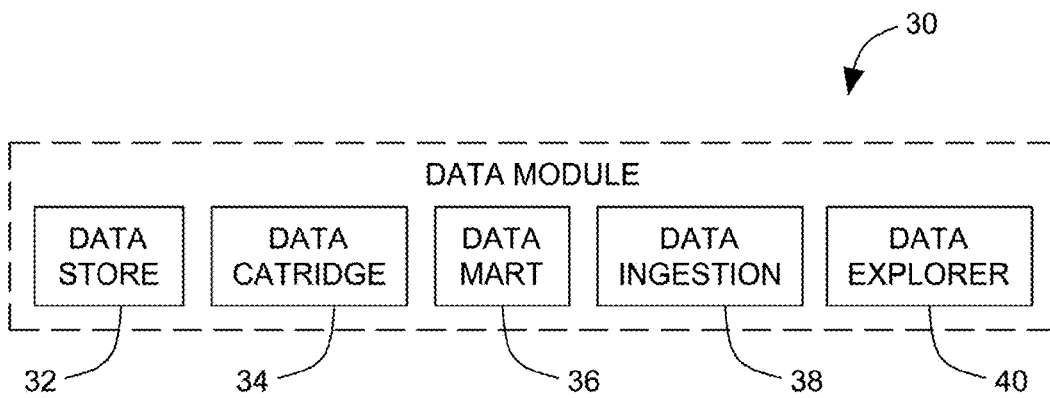 30
DATA MODULE
DATA
STORE
DATA
CATRIDGE
DATA
MART
DATA
INGESTION
DATA
EXPLORER
32
34
36
38
40